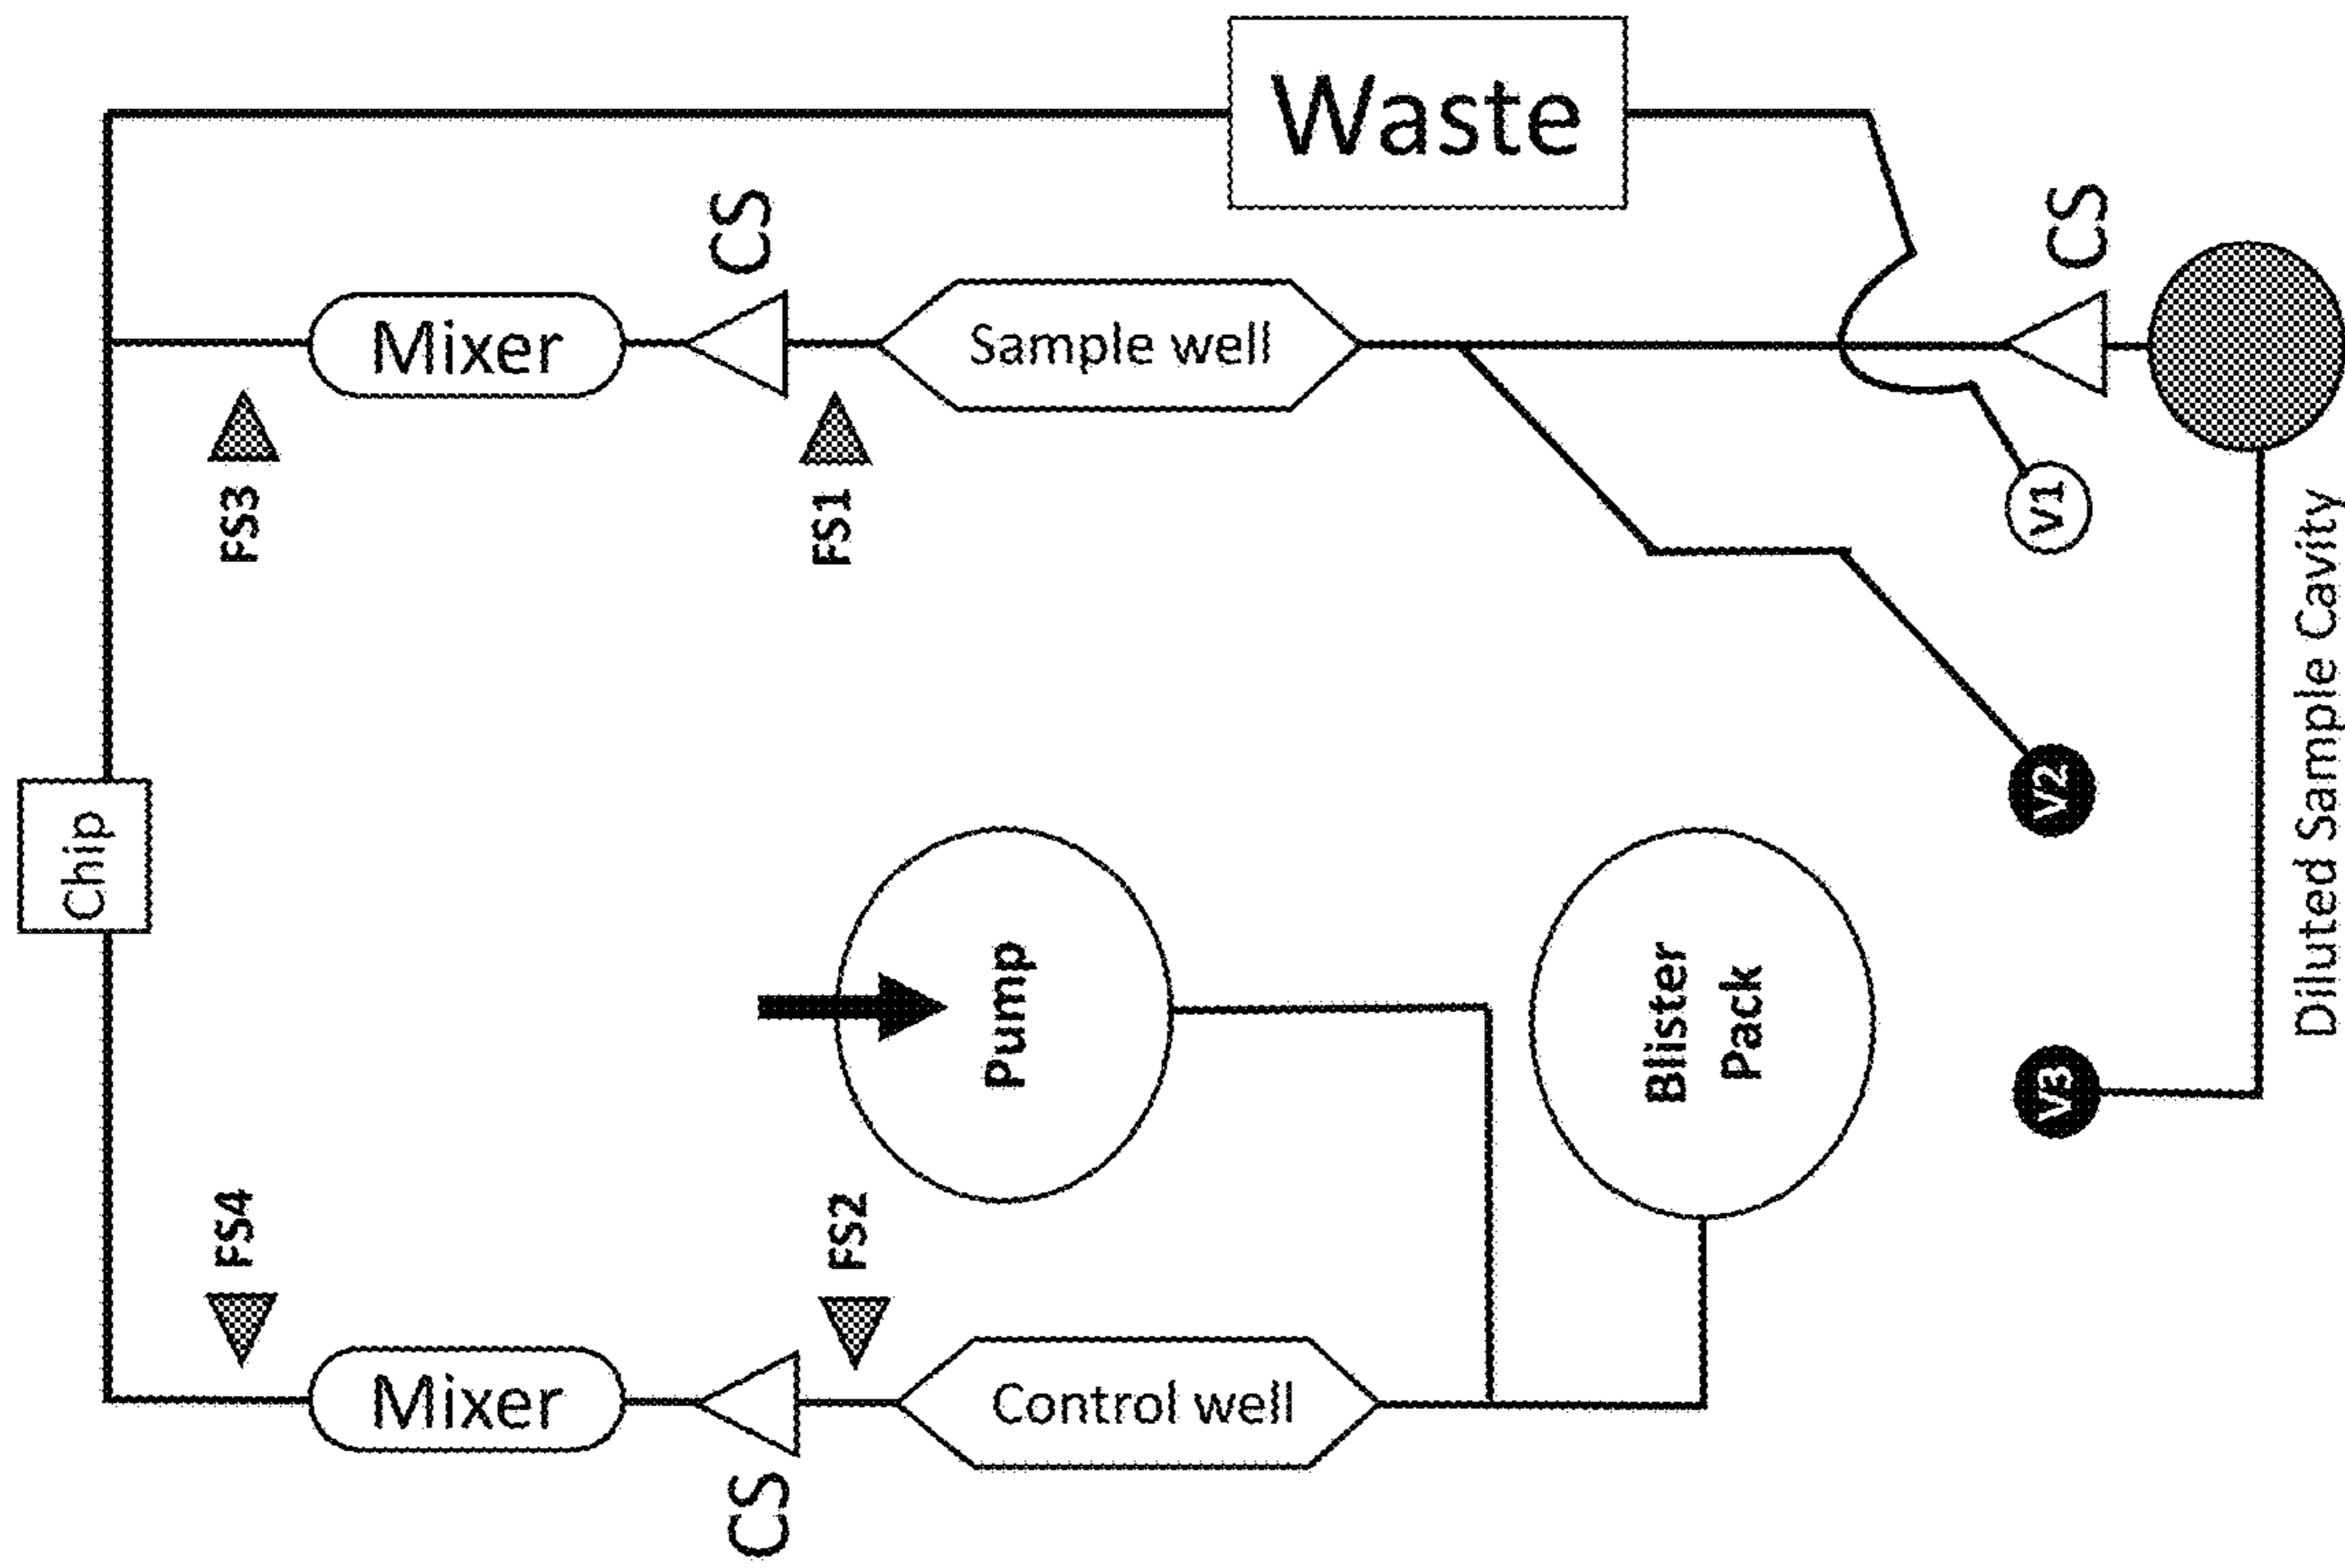 Waste
CS
Mixer
Sample well
CS
FS3
FS1
V1
Chip
V2
Pump
Blister
Pack
V3
Diluted Sample Cavity
FS4
FS2
Mixer
Control well
CS